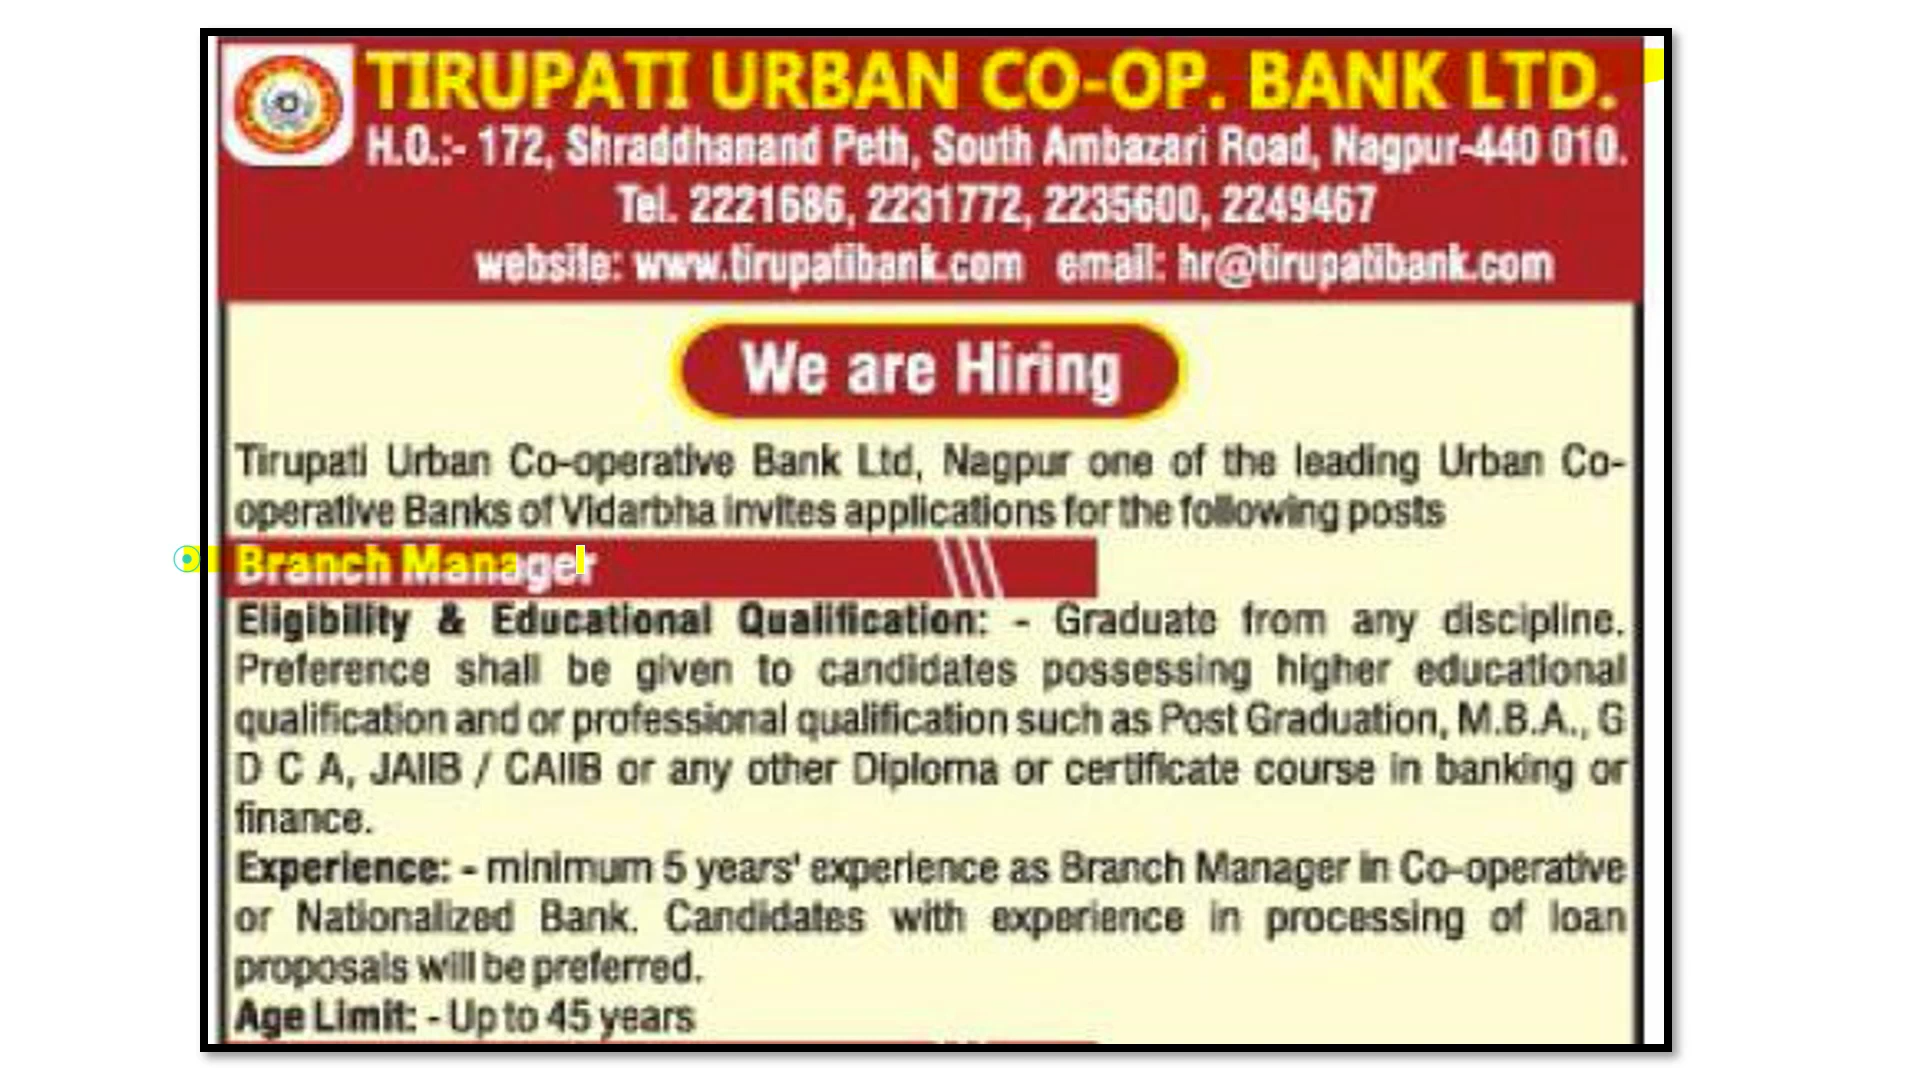 TIRUPATI URBAN CO-OP. BANK LTD.
H.O.:- 172, Shraddhanand Peth, South Ambazari Road, Nagpur-440 010.
Tel. 2221686, 2231772, 2235600, 2249467
website: www.tirupatibank.com email: hr@tirupatibank.com
We are Hiring
Tirupati Urban Co-operative Bank Ltd, Nagpur one of the leading Urban Co-
operative Banks of Vidarbha invites applications for the following posts
Branch Manager
Eligibility & Educational Qualification: - Graduate from any discipline.
Preference shall be given to candidates possessing higher educational
qualification and or professional qualification such as Post Graduation, M.B.A., G
D C A, JAIIB / CAIIB or any other Diploma or certificate course in banking or
finance.
Experience: - minimum 5 years' experience as Branch Manager in Co-operative
or Nationalized Bank. Candidates with experience in processing of loan
proposals will be preferred.
Age Limit: - Up to 45 years